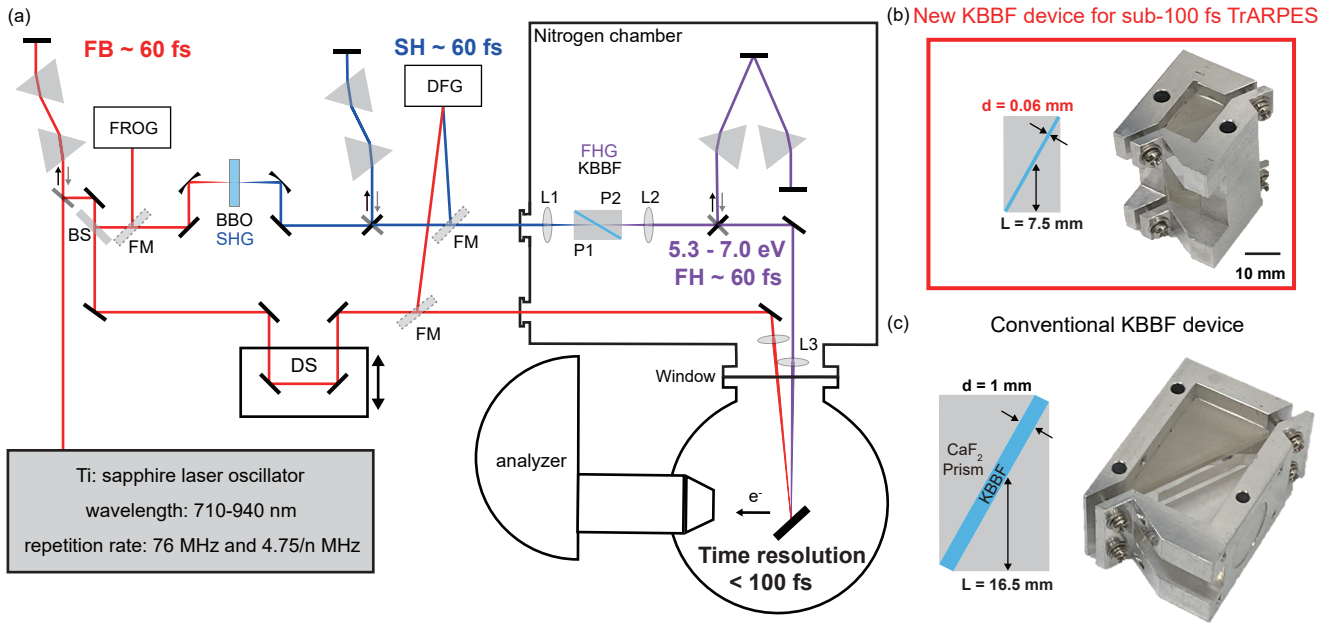 (a)
FB ~ 60 fs
SH ~ 60 fs
Nitrogen chamber
DFG
FROG
BS
FM
BBO
SHG
FM
FM
L1
FHG
KBBF
P2
P1
L2
5.3 - 7.0 eV
FH ~ 60 fs
DS
L3
Window
analyzer
e-
Time resolution
< 100 fs
Ti: sapphire laser oscillator
wavelength: 710-940 nm
repetition rate: 76 MHz and 4.75/n MHz
(b)
New KBBF device for sub-100 fs TrARPES
d = 0.06 mm
L = 7.5 mm
10 mm
(c)
Conventional KBBF device
d = 1 mm
CaF2
Prism
KBBF
L = 16.5 mm